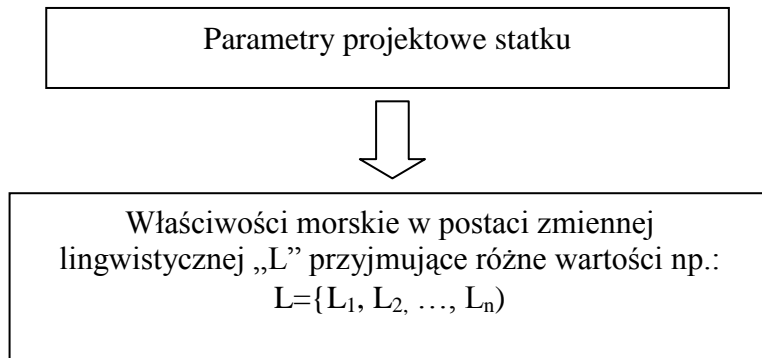 Parametry projektowe statku
Właściwości morskie w postaci zmiennej
lingwistycznej „L” przyjmujące różne wartości np.:
L={L₁, L₂, …, Lₙ)